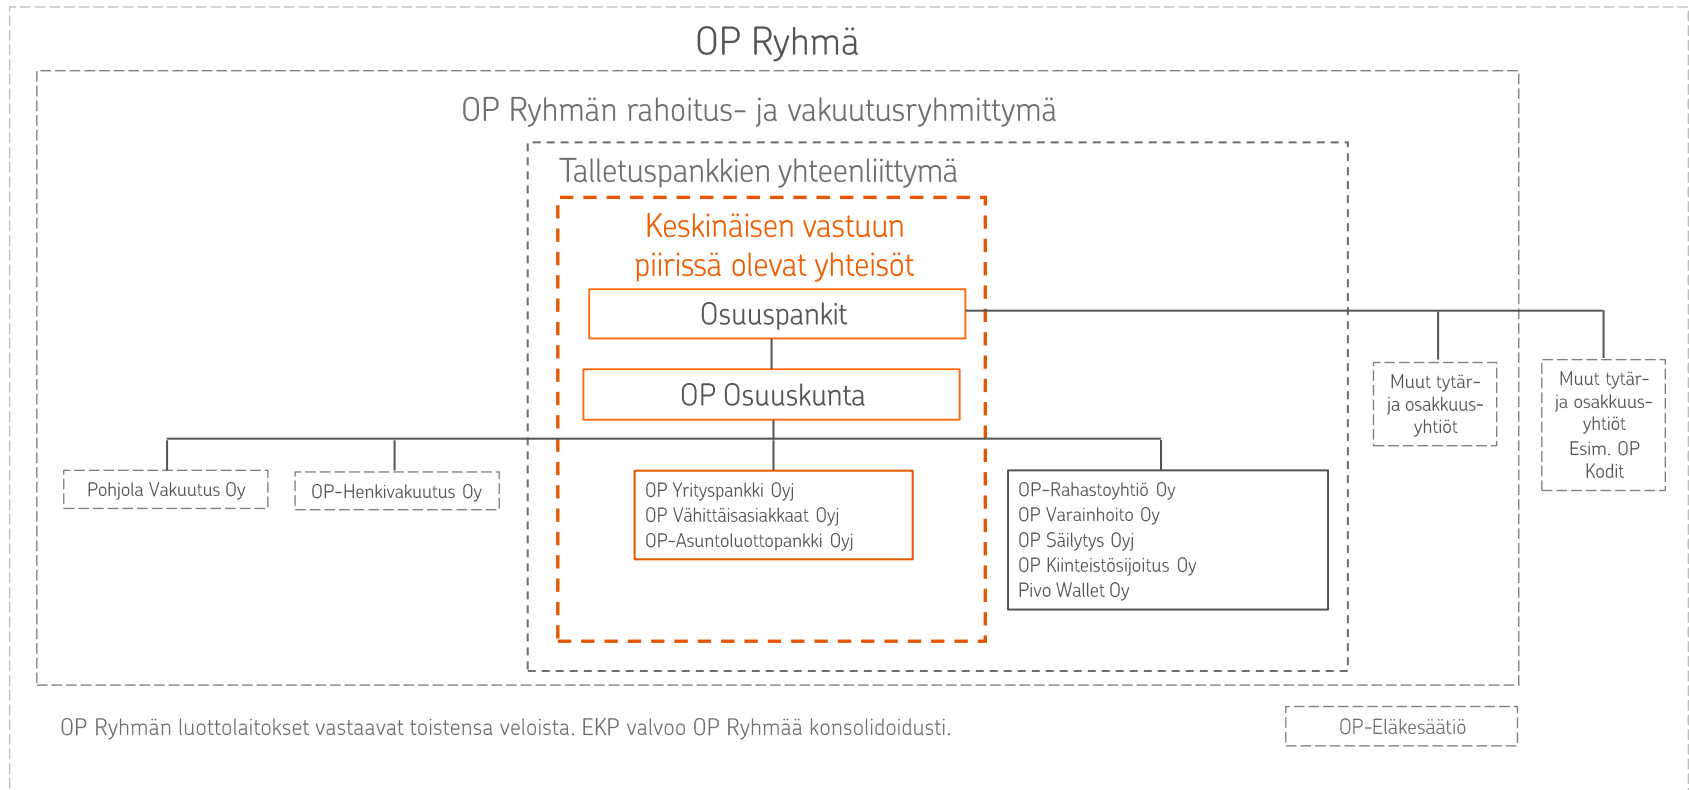 OP Ryhmä
OP Ryhmän rahoitus- ja vakuutusryhmittymä
Talletuspankkien yhteenliittymä
Keskinäisen vastuun
piirissä olevat yhteisöt
Osuuspankit
OP Osuuskunta
Muut tytär-
ja osakkuus-
yhtiöt
Muut tytär-
ja osakkuus-
yhtiöt
Esim. OP
Kodit
Pohjola Vakuutus Oy
OP-Henkivakuutus Oy
OP Yrityspankki Oyj
OP Vähittäisasiakkaat Oyj
OP-Asuntoluottopankki Oyj
OP-Rahastoyhtiö Oy
OP Varainhoito Oy
OP Säilytys Oyj
OP Kiinteistösijoitus Oy
Pivo Wallet Oy
OP Ryhmän luottolaitokset vastaavat toistensa veloista. EKP valvoo OP Ryhmää konsolidoidusti.
OP-Eläkesäätiö